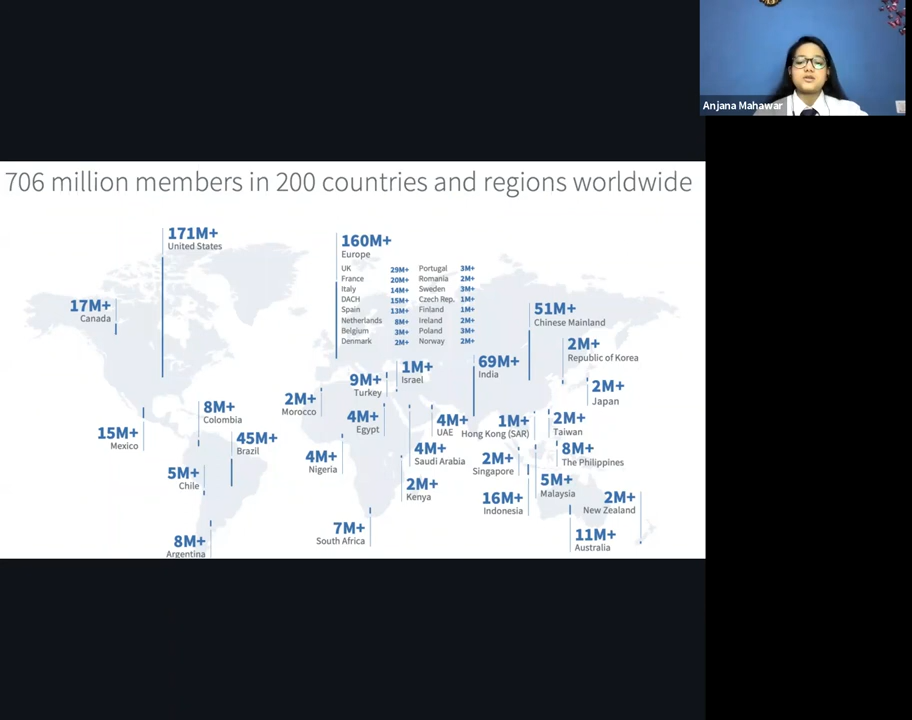 Anjana Mahawar
706 million members in 200 countries and regions worldwide
171M+
United States
160M+
Europe
UK 29M+ Portugal 3M+
France 20M+ Romania 2M+
Italy 14M+ Sweden 3M+
DACH 15M+ Czech Rep. 1M+
Spain 13M+ Finland 1M+
Netherlands 8M+ Ireland 2M+
Belgium 3M+ Poland 3M+
Denmark 2M+ Norway 2M+
17M+
Canada
51M+
Chinese Mainland
2M+
Republic of Korea
69M+
India
1M+
Israel
9M+
Turkey
2M+
Japan
2M+
Morocco
8M+
Colombia
4M+
Egypt
4M+
UAE
1M+
Hong Kong (SAR)
2M+
Taiwan
15M+
Mexico
45M+
Brazil
4M+
Nigeria
4M+
Saudi Arabia
2M+
Singapore
8M+
The Philippines
5M+
Chile
2M+
Kenya
16M+
Indonesia
5M+
Malaysia
2M+
New Zealand
8M+
Argentina
7M+
South Africa
11M+
Australia